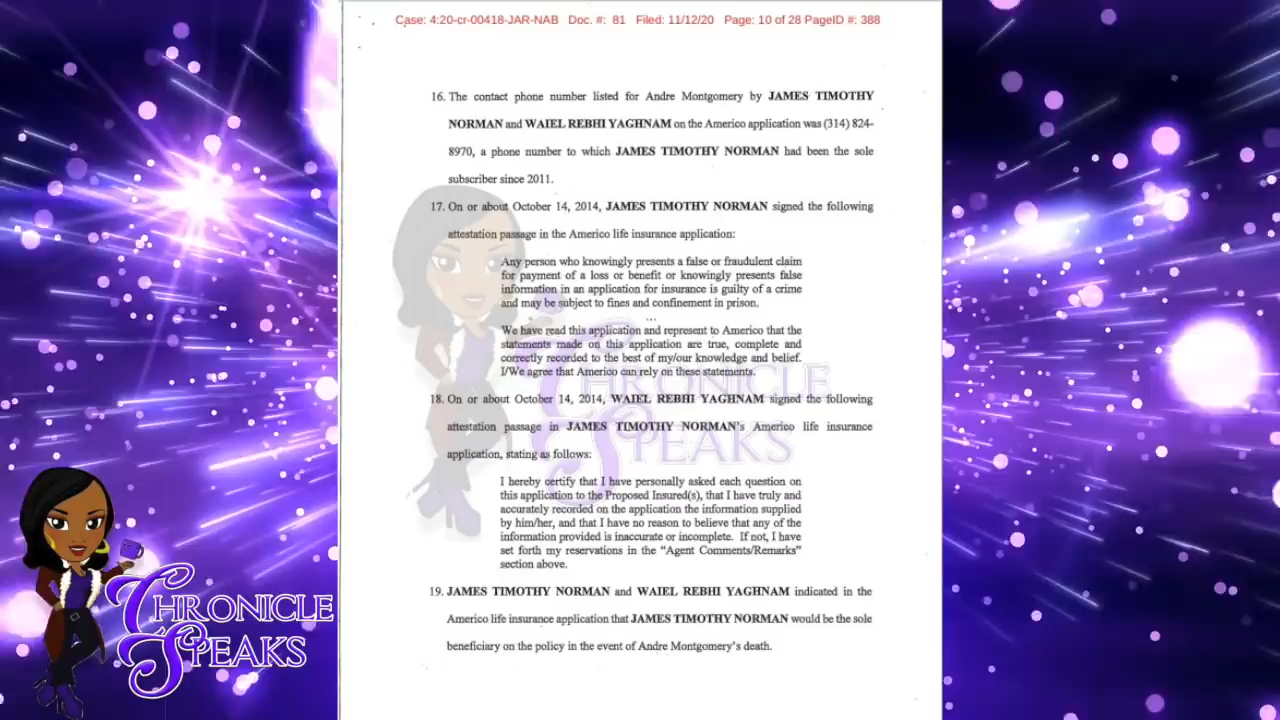 Case: 4:20-cr-00418-JAR-NAB Doc. #: 81 Filed: 11/12/20 Page: 10 of 28 PageID #: 388
16. The contact phone number listed for Andre Montgomery by JAMES TIMOTHY
NORMAN and WAIEL REBHI YAGHNAM on the Americo application was (314) 824-
8970, a phone number to which JAMES TIMOTHY NORMAN had been the sole
subscriber since 2011.
17. On or about October 14, 2014, JAMES TIMOTHY NORMAN signed the following
attestation passage in the Americo life insurance application:
Any person who knowingly presents a false or fraudulent claim
for payment of a loss or benefit or knowingly presents false
information in an application for insurance is guilty of a crime
and may be subject to fines and confinement in prison.
...
We have read this application and represent to Americo that the
statements made on this application are true, complete and
correctly recorded to the best of my/our knowledge and belief.
I/We agree that Americo can rely on these statements.
18. On or about October 14, 2014, WAIEL REBHI YAGHNAM signed the following
attestation passage in JAMES TIMOTHY NORMAN's Americo life insurance
application, stating as follows:
I hereby certify that I have personally asked each question on
this application to the Proposed Insured(s), that I have truly and
accurately recorded on the application the information supplied
by him/her, and that I have no reason to believe that any of the
information provided is inaccurate or incomplete. If not, I have
set forth my reservations in the “Agent Comments/Remarks”
section above.
19. JAMES TIMOTHY NORMAN and WAIEL REBHI YAGHNAM indicated in the
Americo life insurance application that JAMES TIMOTHY NORMAN would be the sole
beneficiary on the policy in the event of Andre Montgomery's death.
CHRONICLE
SPEAKS
CHRONICLE
SPEAKS